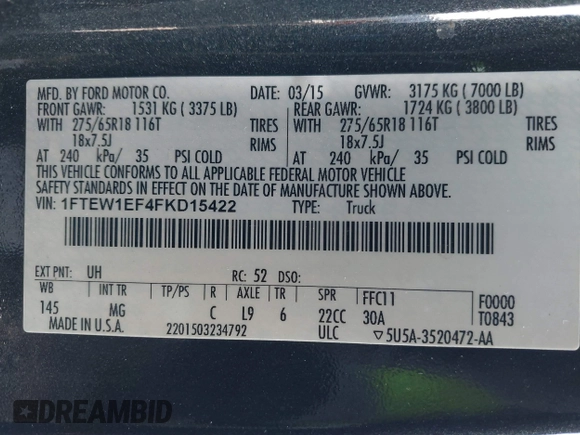 MFD. BY FORD MOTOR CO. DATE: 03/15 GVWR: 3175 KG ( 7000 LB)
FRONT GAWR: 1531 KG ( 3375 LB) REAR GAWR: 1724 KG ( 3800 LB)
WITH 275/65R18 116T TIRES WITH 275/65R18 116T TIRES
18x7.5J RIMS 18x7.5J RIMS
AT 240 kPa/ 35 PSI COLD AT 240 kPa/ 35 PSI COLD
THIS VEHICLE CONFORMS TO ALL APPLICABLE FEDERAL MOTOR VEHICLE
SAFETY STANDARDS IN EFFECT ON THE DATE OF MANUFACTURE SHOWN ABOVE.
VIN: 1FTEW1EF4FKD15422 TYPE: Truck
EXT PNT: UH RC: 52 DSO:
WB INT TR TP/PS R AXLE TR SPR FFC11 F0000
145 MG C L9 6 22CC 30A T0843
MADE IN U.S.A. 2201503234792 ULC ▽5U5A-3520472-AA
DREAMBID